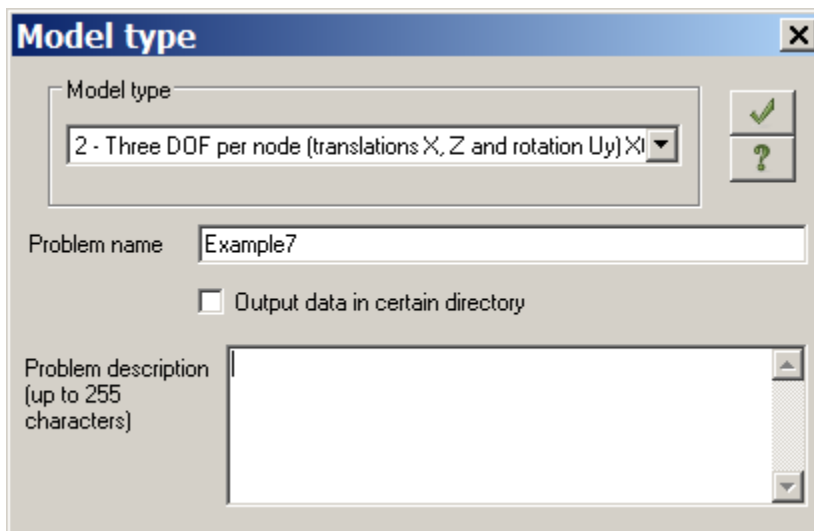 Model type
Model type
2 - Three DOF per node (translations X, Z and rotation Uy) X
Problem name
Example7
Output data in certain directory
Problem description
(up to 255
characters)